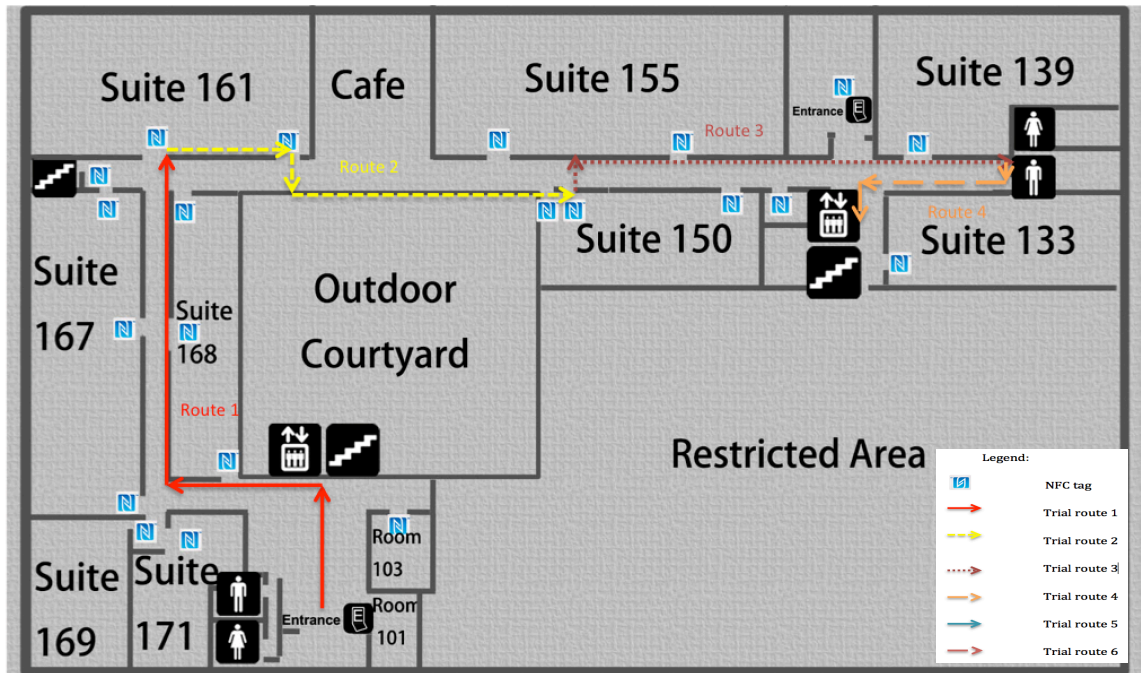 Suite 161
Cafe
Suite 155
Suite 139
Entrance
Route 3
Route 2
Route 4
Suite 150
Suite 133
Suite
167
Suite
168
Outdoor
Courtyard
Route 1
Restricted Area
Room
103
Suite
169
Suite
171
Entrance
Room
101
Legend:
NFC tag
Trial route 1
Trial route 2
Trial route 3
Trial route 4
Trial route 5
Trial route 6